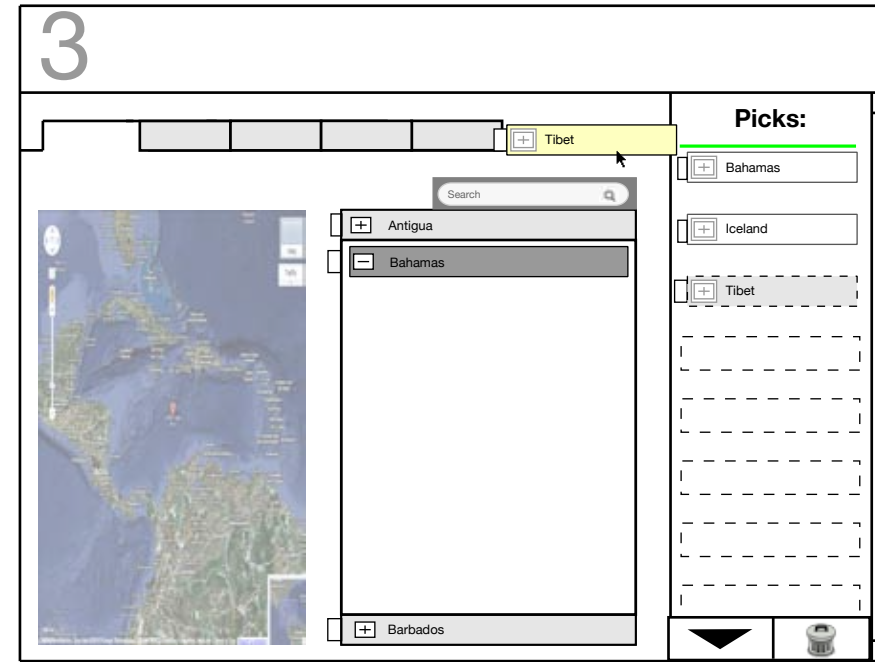 3
Picks:
Tibet
Bahamas
Search
Antigua
Iceland
Bahamas
Tibet
Barbados